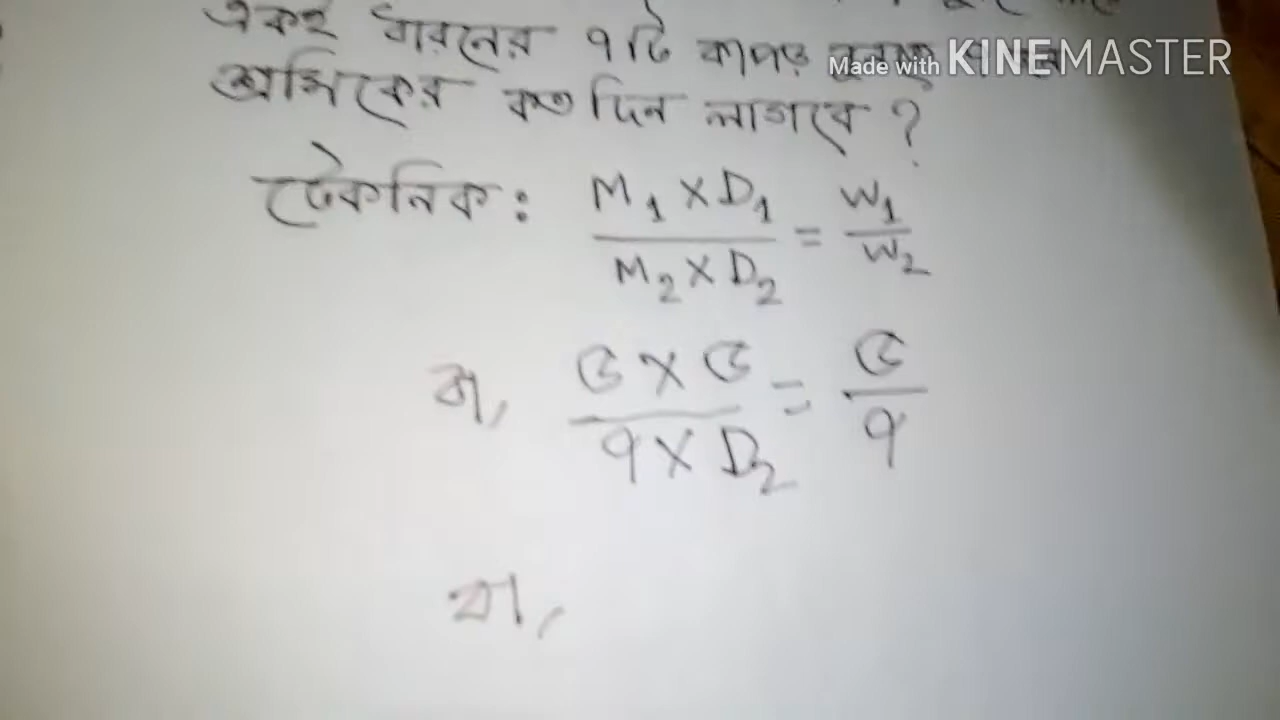 একই ধারনের ৭টি কাপড়
Made with KINEMASTER
শ্রমিকের কত দিন লাগবে ?
টেকনিক : M₁ X D₁ / M₂ X D₂ = W₁ / W₂
বা, ৫ X ৫ / ৭ X D₂ = ৫ / ৭
বা,